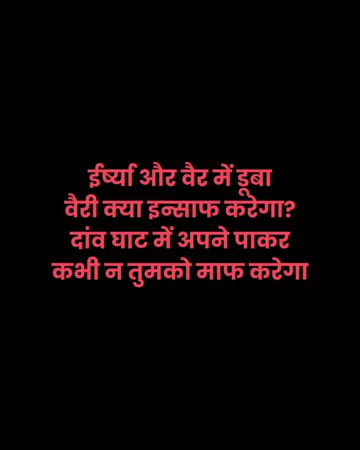 ईर्ष्या और वैर में डूबा
वैरी क्या इन्साफ करेगा?
दांव घाट में अपने पाकर
कभी न तुमको माफ करेगा